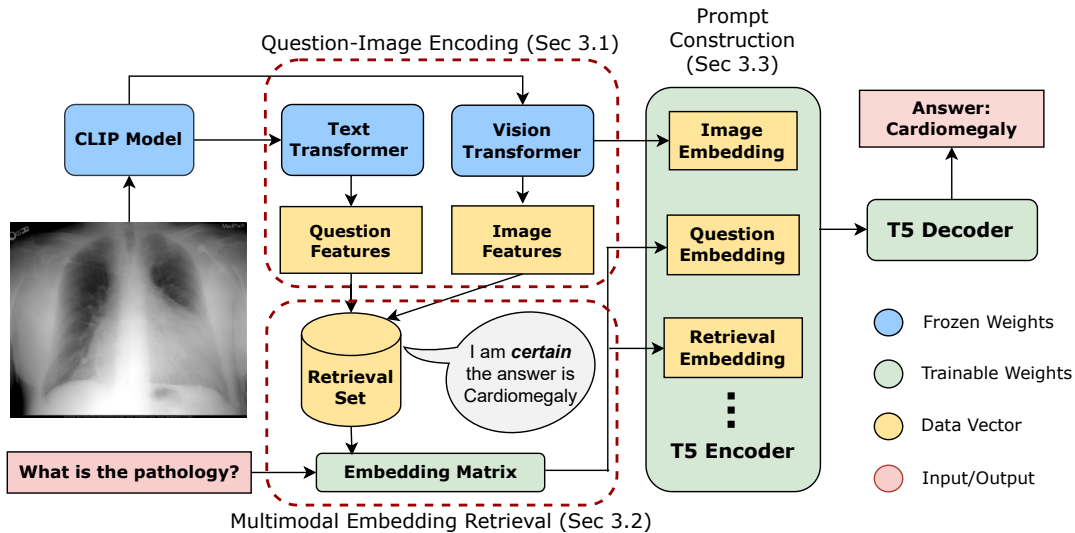 Question-Image Encoding (Sec 3.1)
Prompt
Construction
(Sec 3.3)
CLIP Model
Text
Transformer
Vision
Transformer
Image
Embedding
Answer:
Cardiomegaly
MedPix®
Question
Features
Image
Features
Question
Embedding
T5 Decoder
Retrieval
Set
I am certain
the answer is
Cardiomegaly
Retrieval
Embedding
T5 Encoder
What is the pathology?
Embedding Matrix
Multimodal Embedding Retrieval (Sec 3.2)
Frozen Weights
Trainable Weights
Data Vector
Input/Output